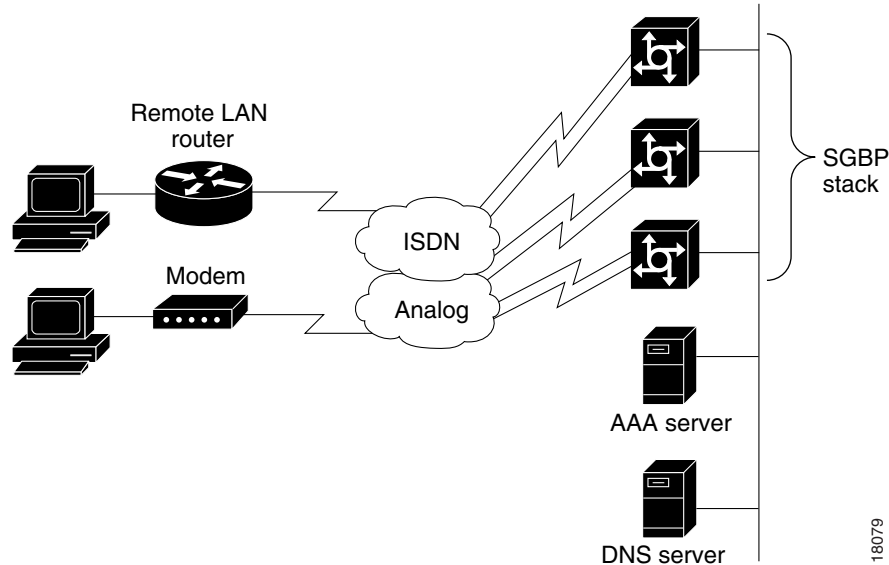 Remote LAN
router
ISDN
SGBP
stack
Modem
Analog
AAA server
DNS server
18079